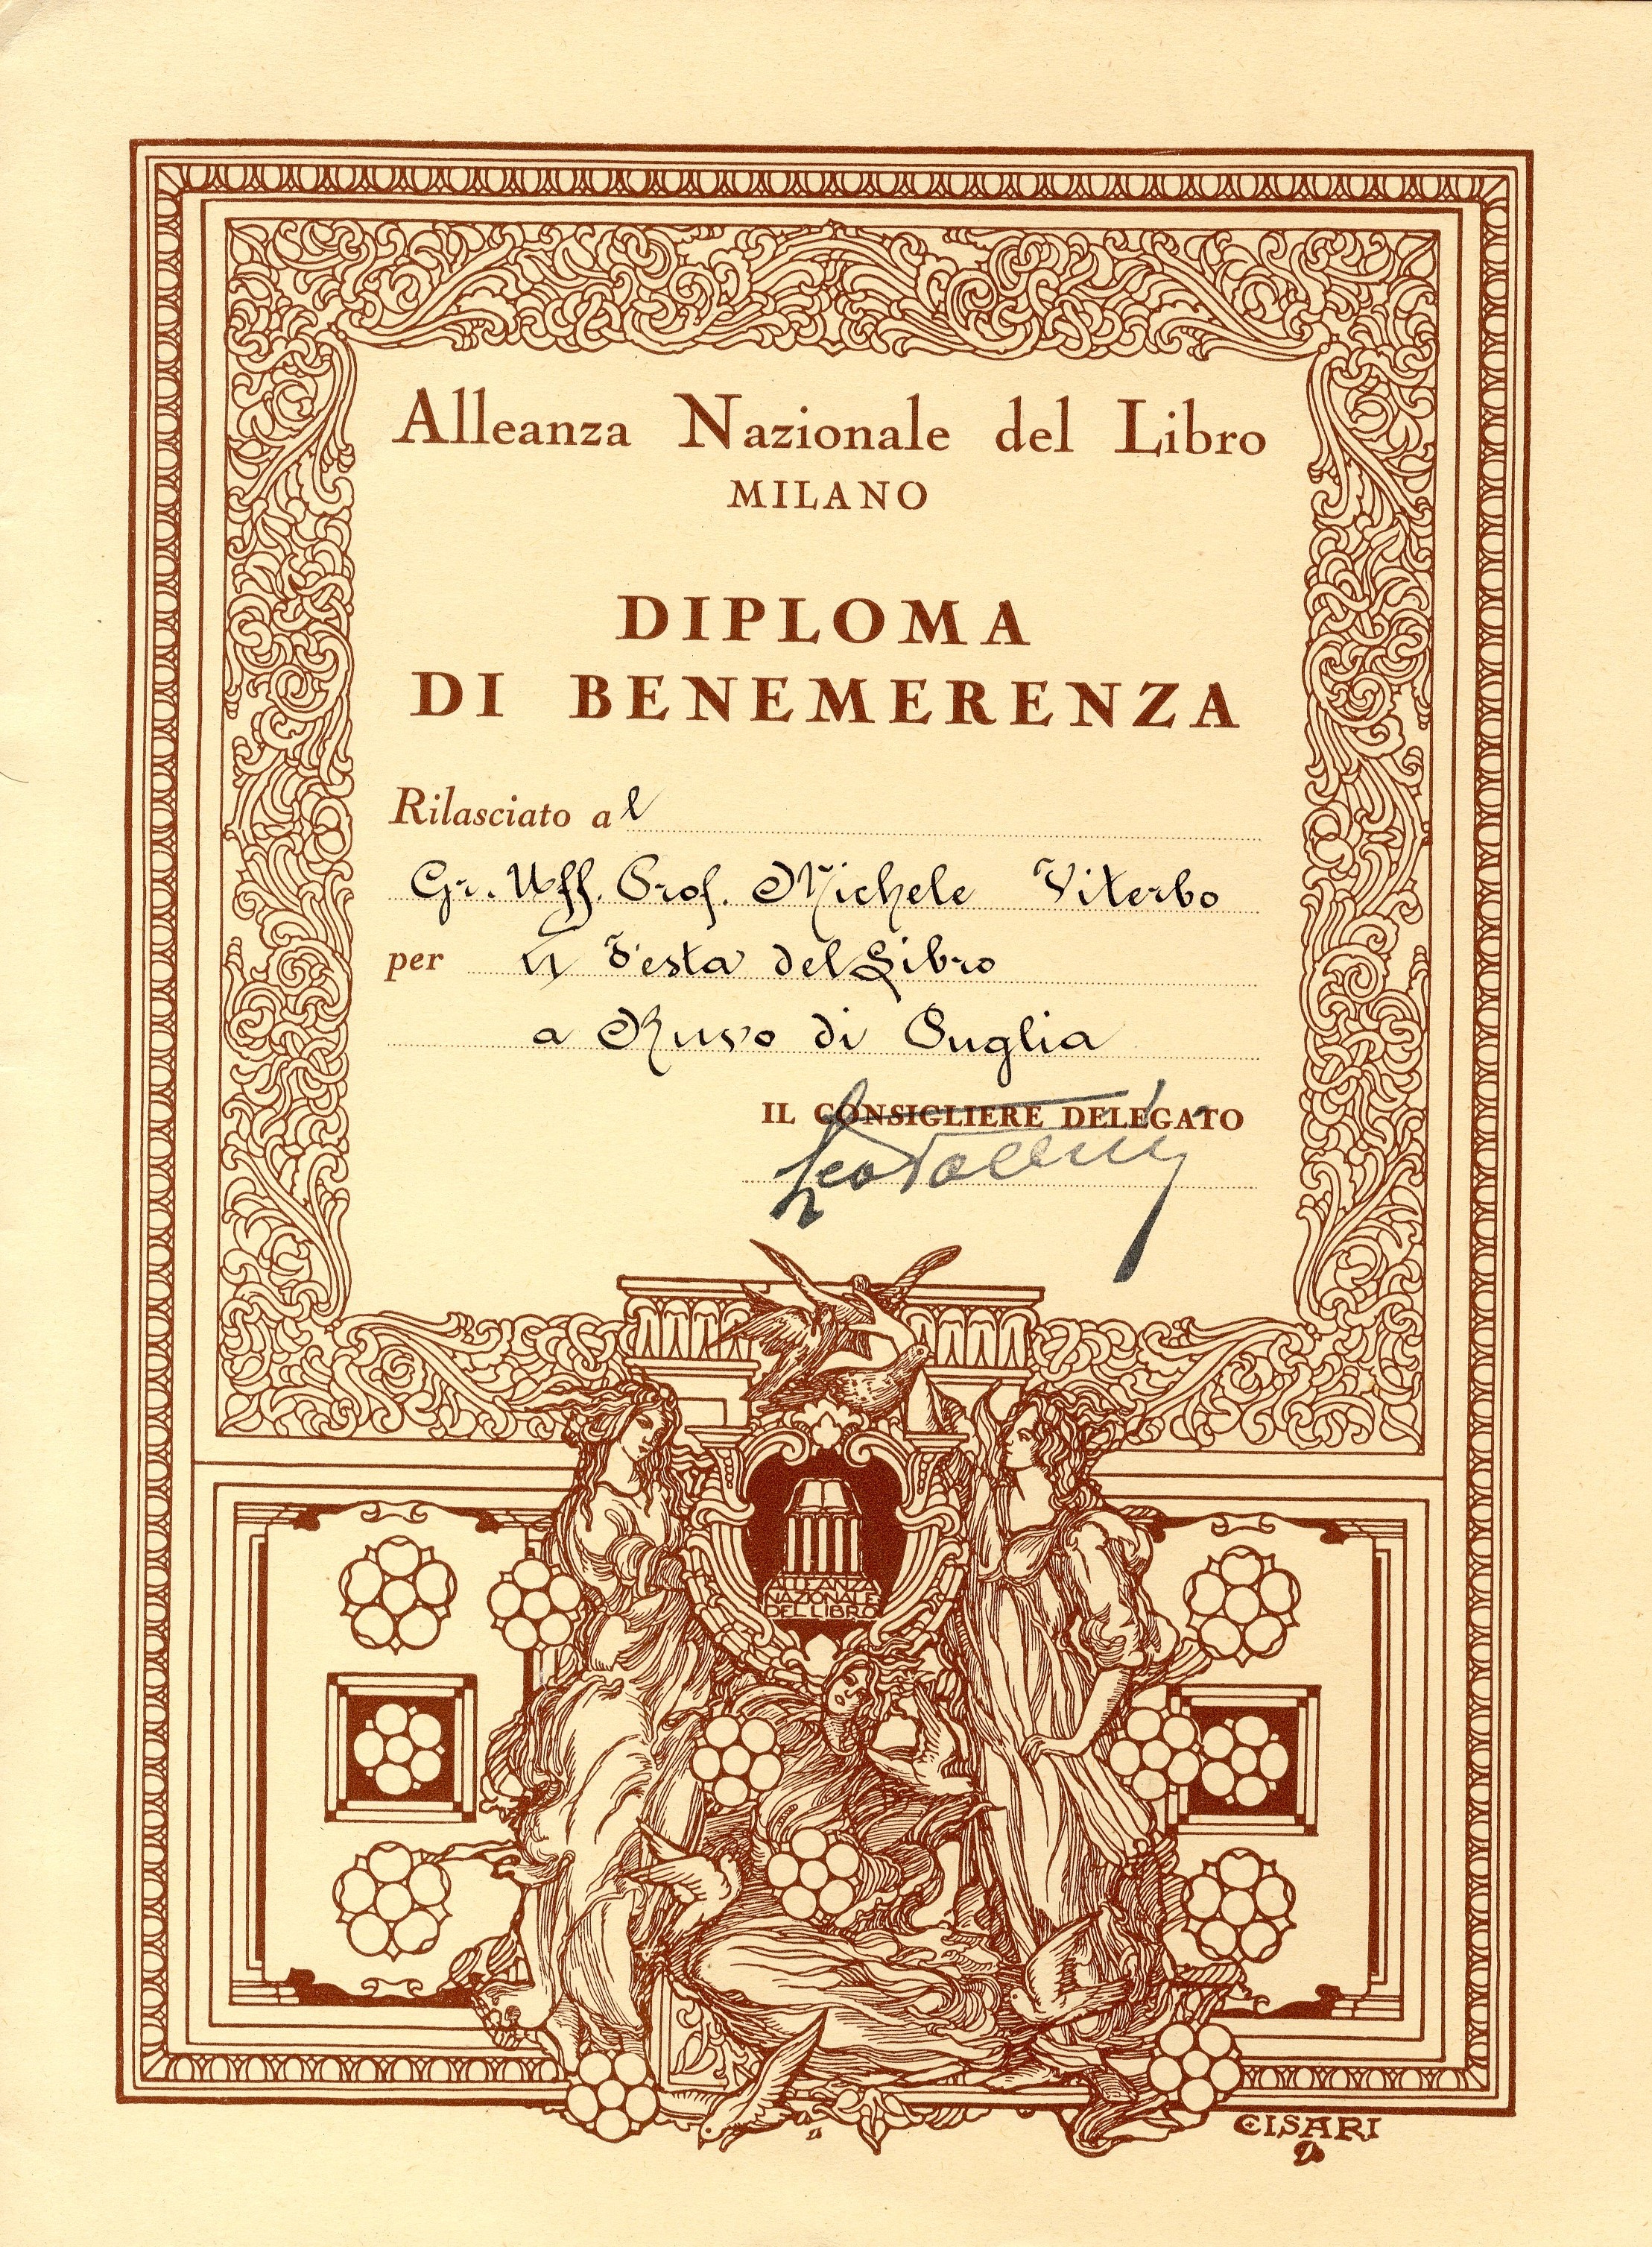 Alleanza Nazionale del Libro
MILANO
DIPLOMA
DI BENEMERENZA
Rilasciato al
Gr. Uff. Prof. Michele Viterbo
per la Festa del Libro
a Ruvo di Puglia
IL CONSIGLIERE DELEGATO
ALLEANZA
NAZIONALE
DEL LIBRO
CISARI